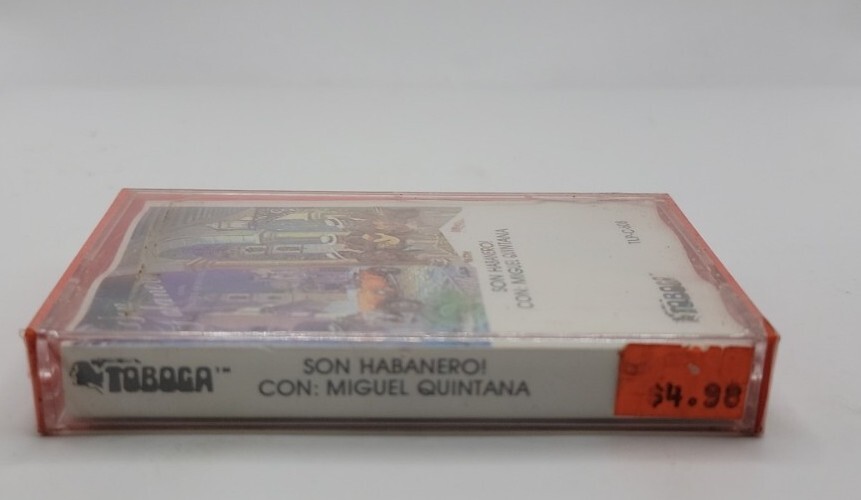 SON HABANERO!
CON: MIGUEL QUINTANA
TOBOGA
TOBOGA™
SON HABANERO!
CON: MIGUEL QUINTANA
$4.98